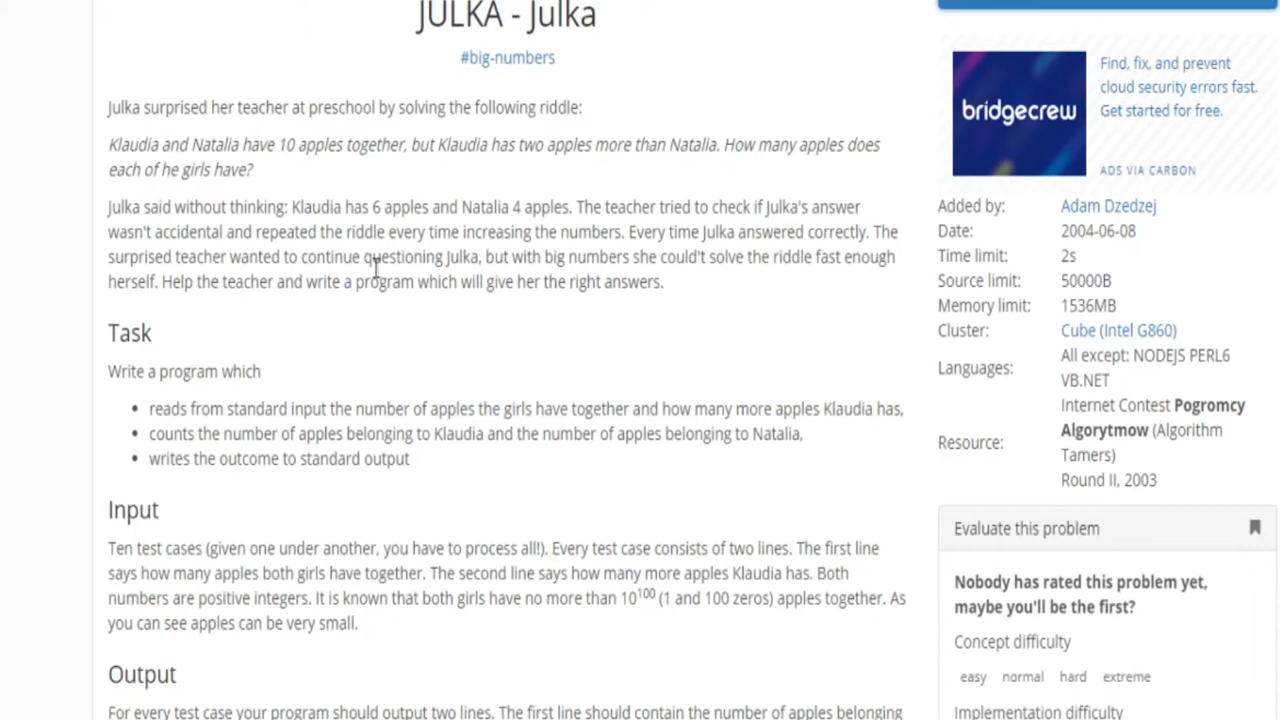 JULKA - Julka
#big-numbers
Julka surprised her teacher at preschool by solving the following riddle:
Klaudia and Natalia have 10 apples together, but Klaudia has two apples more than Natalia. How many apples does
each of he girls have?
Julka said without thinking: Klaudia has 6 apples and Natalia 4 apples. The teacher tried to check if Julka's answer
wasn't accidental and repeated the riddle every time increasing the numbers. Every time Julka answered correctly. The
surprised teacher wanted to continue questioning Julka, but with big numbers she could't solve the riddle fast enough
herself. Help the teacher and write a program which will give her the right answers.
Task
Write a program which
• reads from standard input the number of apples the girls have together and how many more apples Klaudia has,
• counts the number of apples belonging to Klaudia and the number of apples belonging to Natalia,
• writes the outcome to standard output
Input
Ten test cases (given one under another, you have to process all!). Every test case consists of two lines. The first line
says how many apples both girls have together. The second line says how many more apples Klaudia has. Both
numbers are positive integers. It is known that both girls have no more than 10¹⁰⁰ (1 and 100 zeros) apples together. As
you can see apples can be very small.
Output
For every test case your program should output two lines. The first line should contain the number of apples belonging
bridgecrew
Find, fix, and prevent
cloud security errors fast.
Get started for free.
ADS VIA CARBON
Added by: Adam Dzedzej
Date: 2004-06-08
Time limit: 2s
Source limit: 50000B
Memory limit: 1536MB
Cluster: Cube (Intel G860)
Languages: All except: NODEJS PERL6
VB.NET
Resource: Internet Contest Pogromcy
Algorytmow (Algorithm
Tamers)
Round II, 2003
Evaluate this problem
Nobody has rated this problem yet,
maybe you'll be the first?
Concept difficulty
easy normal hard extreme
Implementation difficulty